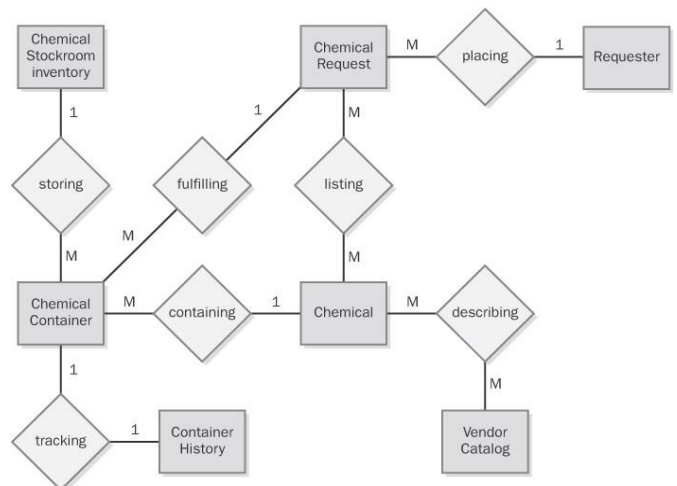 Chemical
Stockroom
inventory
Chemical
Request
M
placing
1
Requester
1
1
M
storing
fulfilling
listing
M
M
M
Chemical
Container
M
containing
1
Chemical
M
describing
1
M
tracking
1
Container
History
Vendor
Catalog